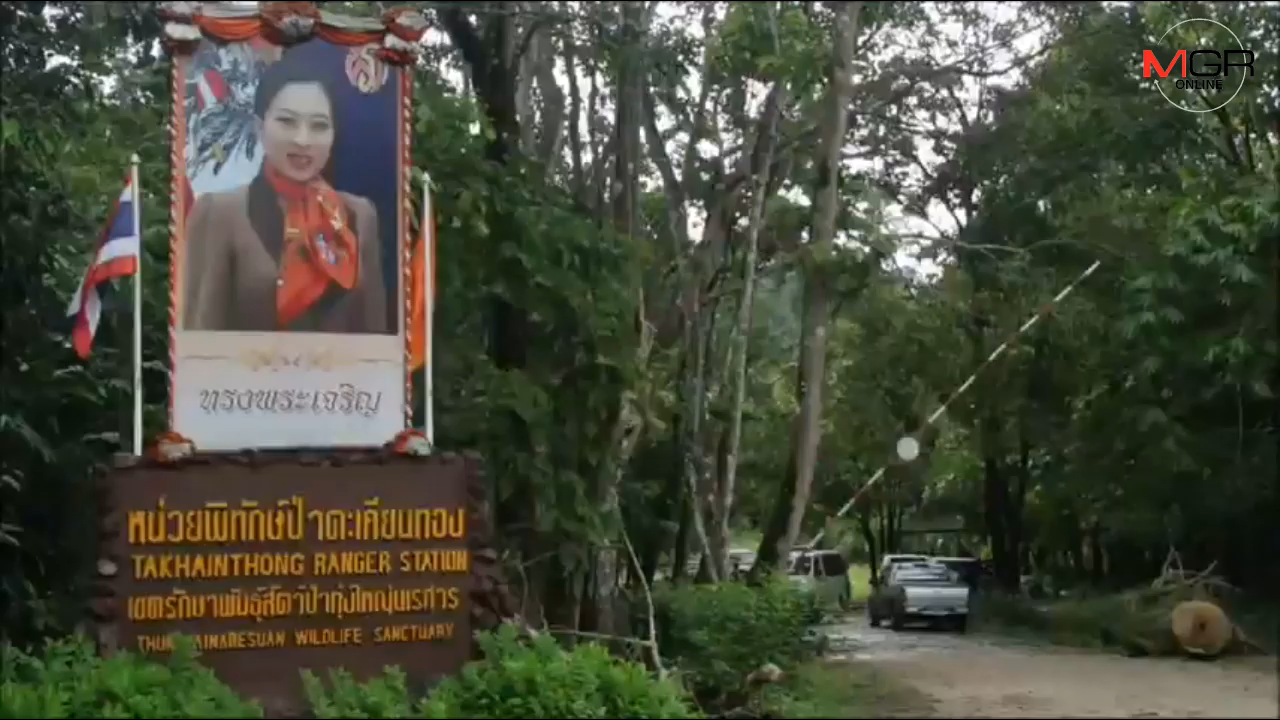 MGR
ONLINE
ทรงพระเจริญ
หน่วยพิทักษ์ป่าตะเคียนทอง
TAKHAINTHONG RANGER STATION
เขตรักษาพันธุ์สัตว์ป่าทุ่งใหญ่นเรศวร
WILDLIFE SANCTUARY